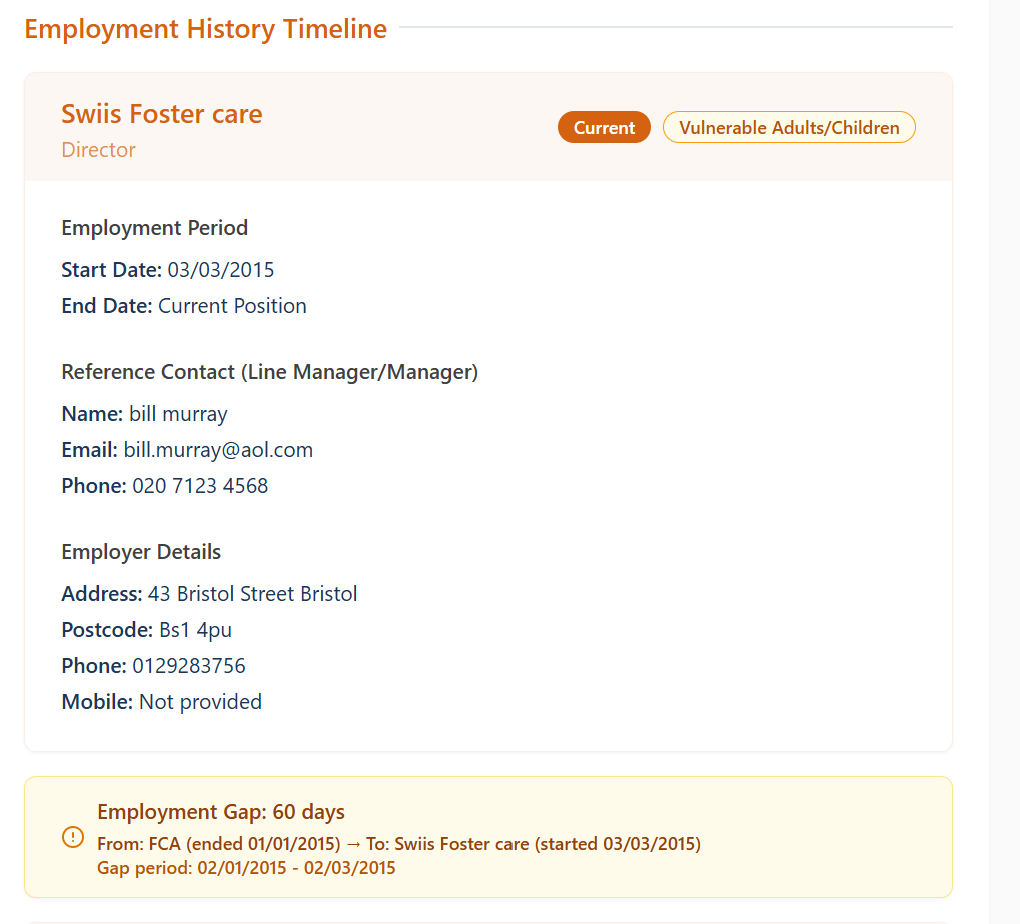 Employment History Timeline
Swiis Foster care
Director
Current
Vulnerable Adults/Children
Employment Period
Start Date: 03/03/2015
End Date: Current Position
Reference Contact (Line Manager/Manager)
Name: bill murray
Email: bill.murray@aol.com
Phone: 020 7123 4568
Employer Details
Address: 43 Bristol Street Bristol
Postcode: Bs1 4pu
Phone: 0129283756
Mobile: Not provided
Employment Gap: 60 days
From: FCA (ended 01/01/2015) → To: Swiis Foster care (started 03/03/2015)
Gap period: 02/01/2015 - 02/03/2015